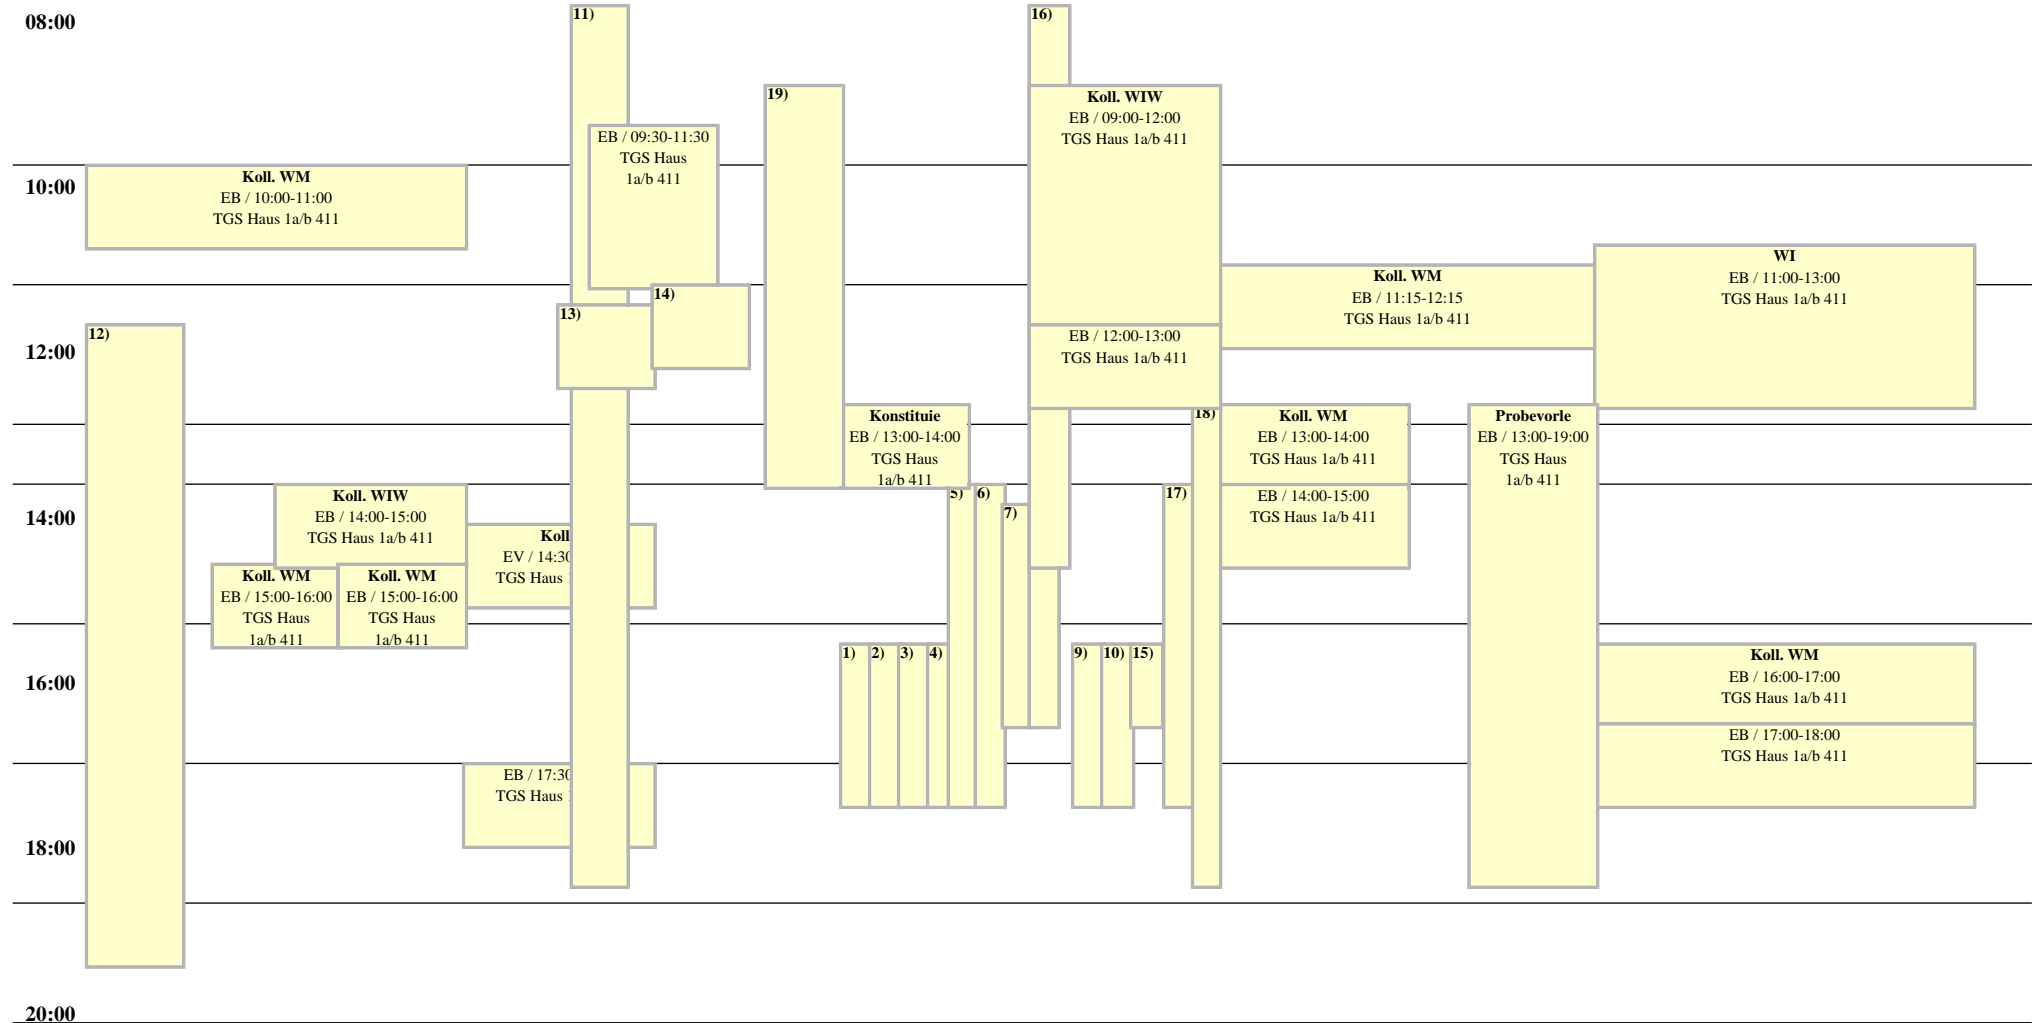 08:00
11)
16)
19)
Koll. WIW
EB / 09:00-12:00
TGS Haus 1a/b 411
EB / 09:30-11:30
TGS Haus
1a/b 411
10:00
Koll. WM
EB / 10:00-11:00
TGS Haus 1a/b 411
WI
EB / 11:00-13:00
TGS Haus 1a/b 411
Koll. WM
EB / 11:15-12:15
TGS Haus 1a/b 411
14)
13)
12)
12:00
EB / 12:00-13:00
TGS Haus 1a/b 411
Konstituie
EB / 13:00-14:00
TGS Haus
1a/b 411
18)
Koll. WM
EB / 13:00-14:00
TGS Haus 1a/b 411
Probevorle
EB / 13:00-19:00
TGS Haus
1a/b 411
14:00
Koll. WIW
EB / 14:00-15:00
TGS Haus 1a/b 411
5)
6)
7)
17)
EB / 14:00-15:00
TGS Haus 1a/b 411
Koll
EV / 14:30
TGS Haus
Koll. WM
EB / 15:00-16:00
TGS Haus
1a/b 411
Koll. WM
EB / 15:00-16:00
TGS Haus
1a/b 411
16:00
1)
2)
3)
4)
9)
10)
15)
Koll. WM
EB / 16:00-17:00
TGS Haus 1a/b 411
EB / 17:00-18:00
TGS Haus 1a/b 411
EB / 17:30
TGS Haus
18:00
20:00